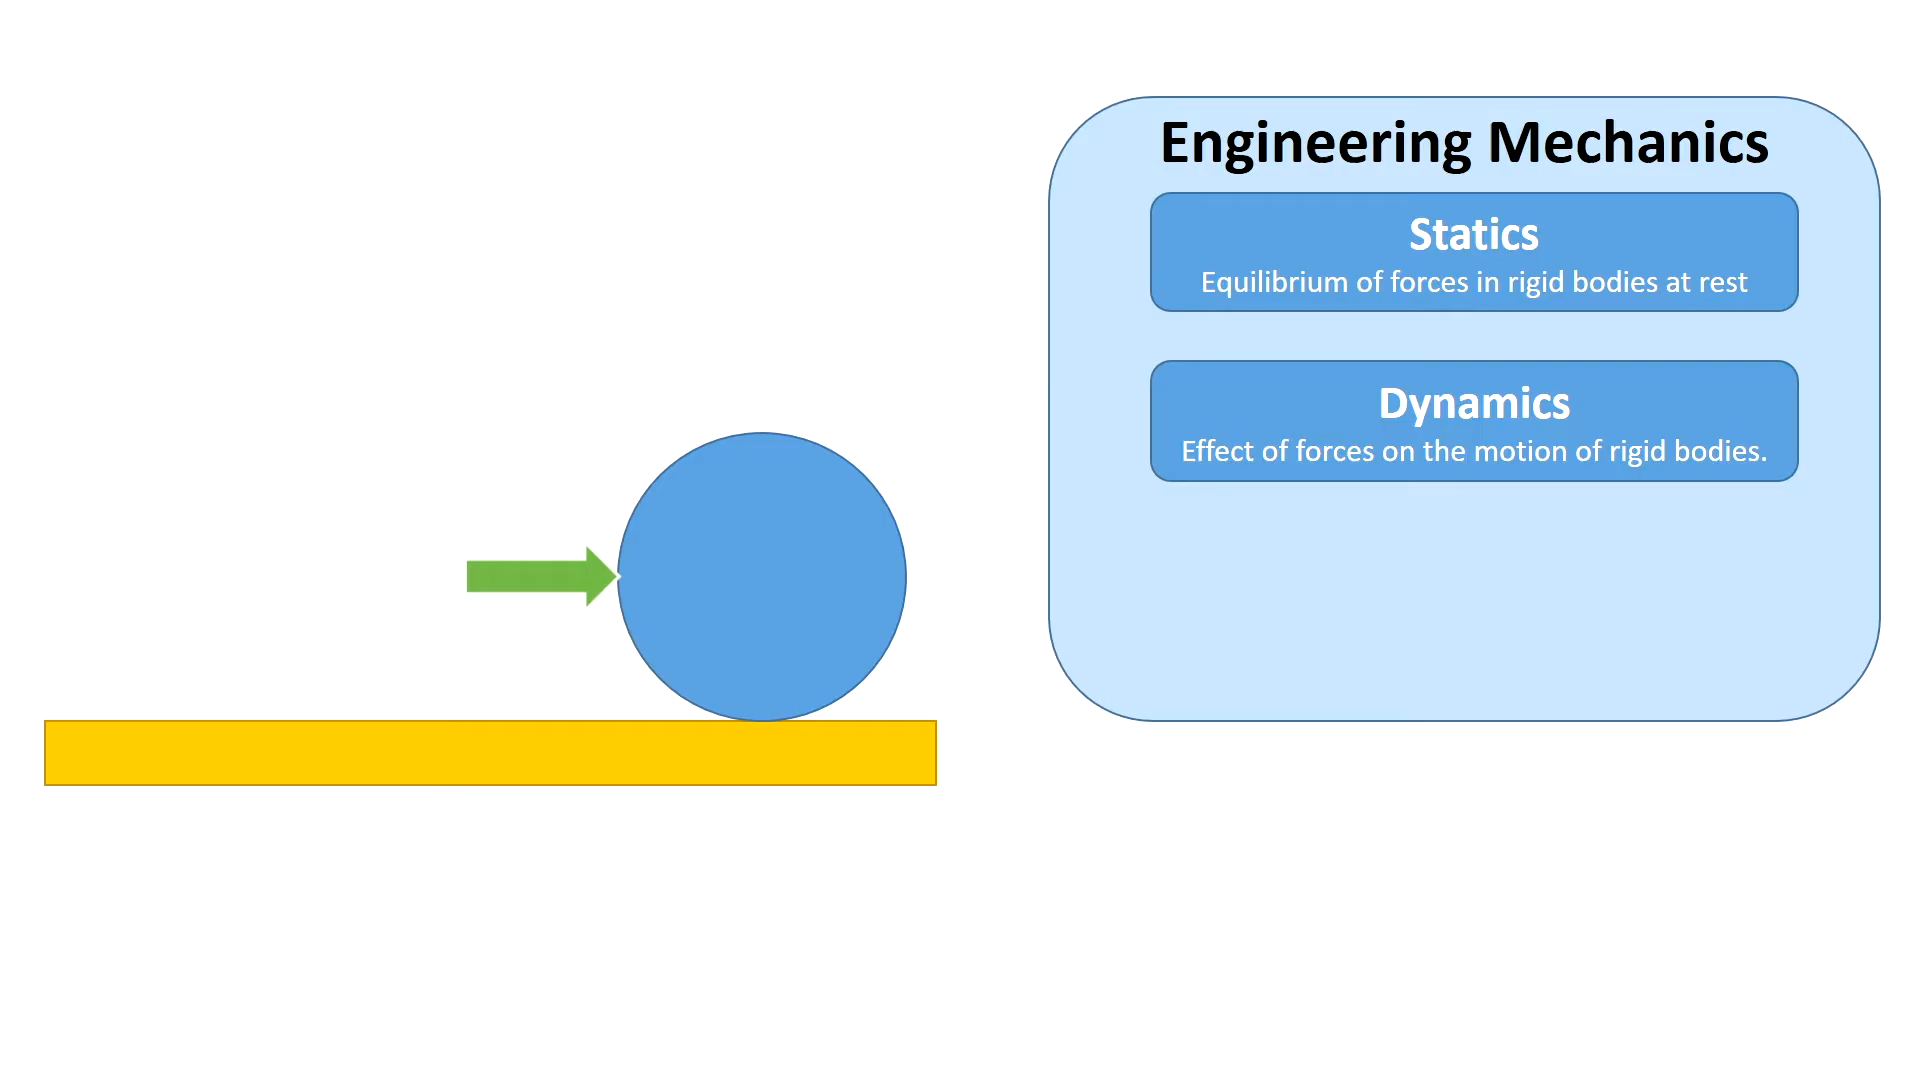 Engineering Mechanics
Statics
Equilibrium of forces in rigid bodies at rest
Dynamics
Effect of forces on the motion of rigid bodies.